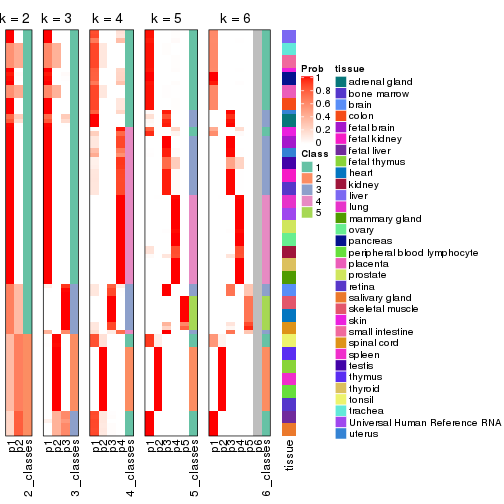 k = 2
k = 3
k = 4
k = 5
k = 6
Prob
1
0.8
0.6
0.4
0.2
0
Class
1
2
3
4
5
tissue
adrenal gland
bone marrow
brain
colon
fetal brain
fetal kidney
fetal liver
fetal thymus
heart
kidney
liver
lung
mammary gland
ovary
pancreas
peripheral blood lymphocyte
placenta
prostate
retina
salivary gland
skeletal muscle
skin
small intestine
spinal cord
spleen
testis
thymus
thyroid
tonsil
trachea
Universal Human Reference RNA
uterus
p1
p2
2_classes
p1
p2
p3
3_classes
p1
p2
p3
p4
4_classes
p1
p2
p3
p4
p5
5_classes
p1
p2
p3
p4
p5
p6
6_classes
tissue